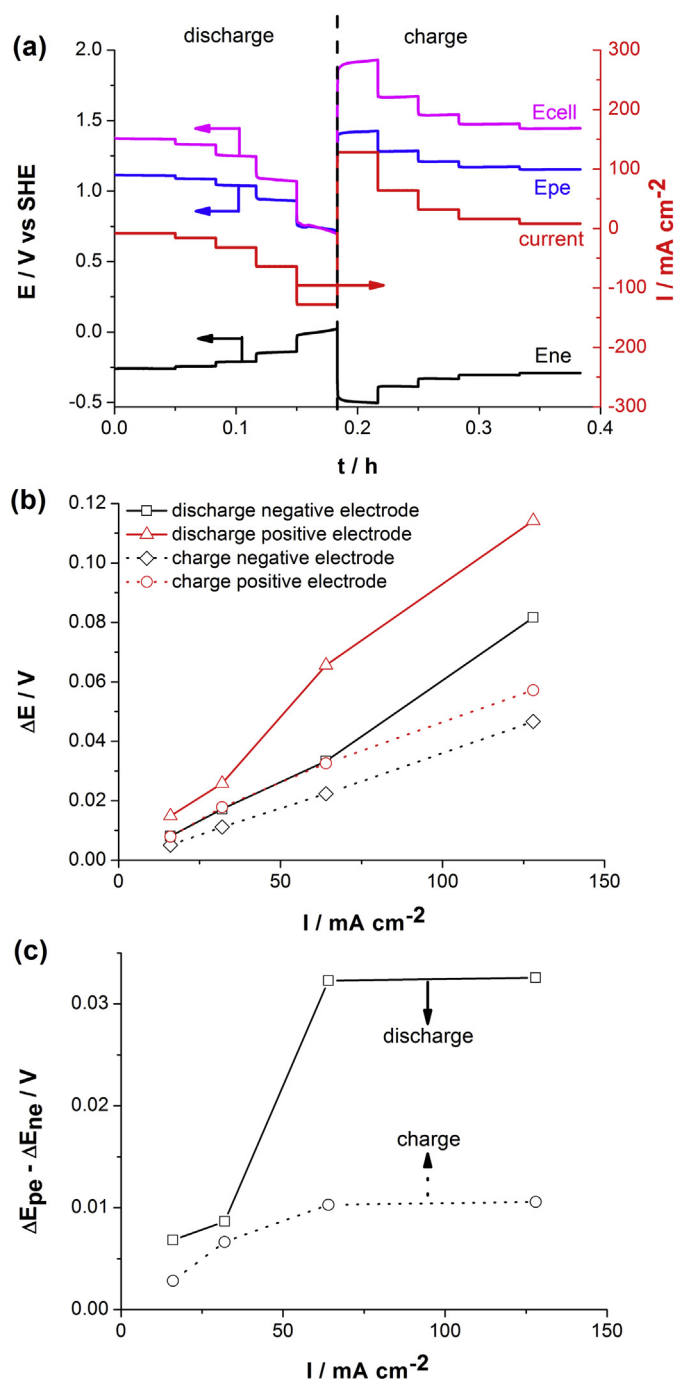 (a)
discharge
charge
2.0
1.5
1.0
0.5
0.0
-0.5
E / V vs SHE
300
200
100
0
-100
-200
-300
I / mA cm-2
Ecell
Epe
current
Ene
0.0
0.1
0.2
0.3
0.4
t / h
(b)
0.12
0.10
0.08
0.06
0.04
0.02
0.00
ΔE / V
discharge negative electrode
discharge positive electrode
charge negative electrode
charge positive electrode
0
50
100
150
I / mA cm-2
(c)
0.03
0.02
0.01
0.00
ΔEpe - ΔEne / V
discharge
charge
0
50
100
150
I / mA cm-2